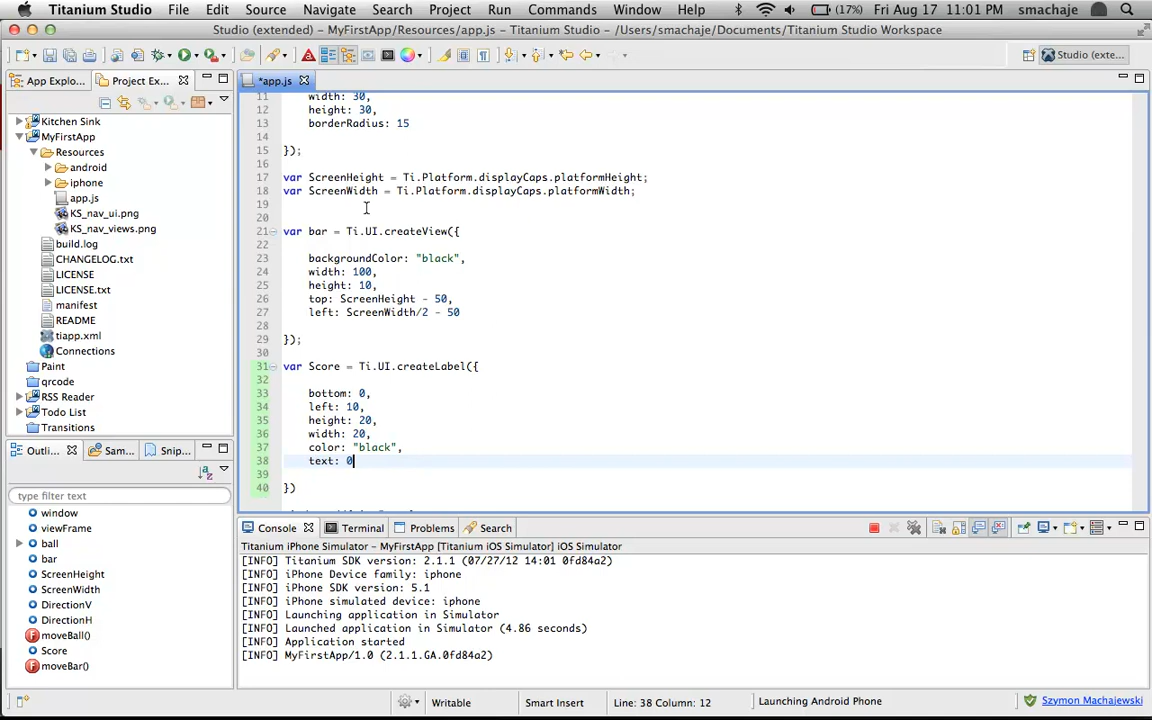 Titanium Studio File Edit Source Navigate Search Project Run Commands Window Help (17%) Fri Aug 17 11:01 PM smachaje
Studio (extended) - MyFirstApp/Resources/app.js - Titanium Studio - /Users/smachaje/Documents/Titanium Studio Workspace
Studio (exte...
App Explo... Project Ex...
Kitchen Sink
MyFirstApp
Resources
android
iphone
app.js
KS_nav_ui.png
KS_nav_views.png
build.log
CHANGELOG.txt
LICENSE
LICENSE.txt
manifest
README
tiapp.xml
Connections
Paint
qrcode
RSS Reader
Todo List
Transitions
Outli... Sam... Snip...
type filter text
window
viewFrame
ball
bar
ScreenHeight
ScreenWidth
DirectionV
DirectionH
moveBall()
Score
moveBar()
*app.js
11 width: 30,
12 height: 30,
13 borderRadius: 15
14
15 });
16
17 var ScreenHeight = Ti.Platform.displayCaps.platformHeight;
18 var ScreenWidth = Ti.Platform.displayCaps.platformWidth;
19
20
21 var bar = Ti.UI.createView({
22
23 backgroundColor: "black",
24 width: 100,
25 height: 10,
26 top: ScreenHeight - 50,
27 left: ScreenWidth/2 - 50
28
29 });
30
31 var Score = Ti.UI.createLabel({
32
33 bottom: 0,
34 left: 10,
35 height: 20,
36 width: 20,
37 color: "black",
38 text: 0
39
40 })
Console Terminal Problems Search
Titanium iPhone Simulator - MyFirstApp [Titanium iOS Simulator] iOS Simulator
[INFO] Titanium SDK version: 2.1.1 (07/27/12 14:01 0fd84a2)
[INFO] iPhone Device family: iphone
[INFO] iPhone SDK version: 5.1
[INFO] iPhone simulated device: iphone
[INFO] Launching application in Simulator
[INFO] Launched application in Simulator (4.86 seconds)
[INFO] Application started
[INFO] MyFirstApp/1.0 (2.1.1.GA.0fd84a2)
Writable Smart Insert Line: 38 Column: 12 Launching Android Phone Szymon Machajewski